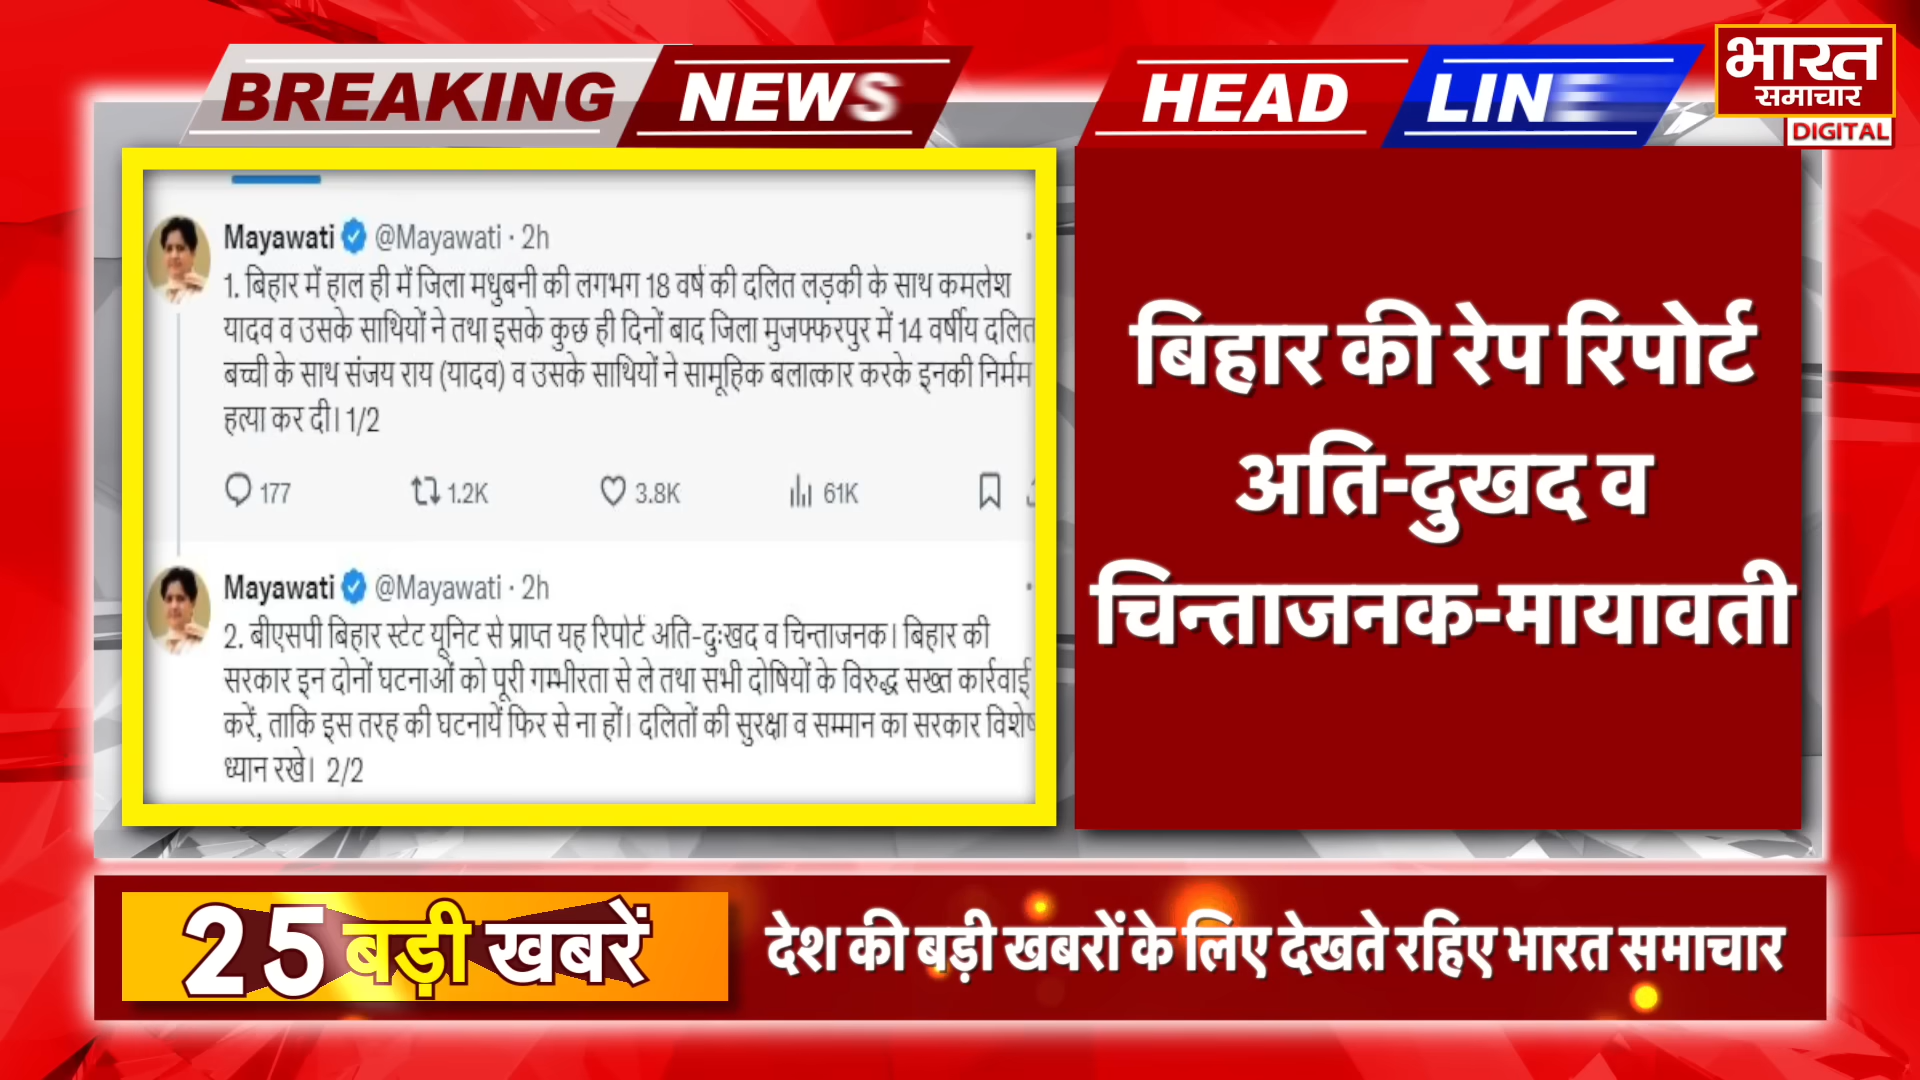 BREAKING NEWS
HEAD LINE
भारत
समाचार
DIGITAL
Mayawati @Mayawati · 2h
1. बिहार में हाल ही में जिला मधुबनी की लगभग 18 वर्ष की दलित लड़की के साथ कमलेश
यादव व उसके साथियों ने तथा इसके कुछ ही दिनों बाद जिला मुजफ्फरपुर में 14 वर्षीय दलित
बच्ची के साथ संजय राय (यादव) व उसके साथियों ने सामूहिक बलात्कार करके इनकी निर्मम
हत्या कर दी। 1/2
177 1.2K 3.8K 61K
Mayawati @Mayawati · 2h
2. बीएसपी बिहार स्टेट यूनिट से प्राप्त यह रिपोर्ट अति-दुःखद व चिन्ताजनक। बिहार की
सरकार इन दोनों घटनाओं को पूरी गम्भीरता से ले तथा सभी दोषियों के विरुद्ध सख्त कार्रवाई
करें, ताकि इस तरह की घटनायें फिर से ना हों। दलितों की सुरक्षा व सम्मान का सरकार विशेष
ध्यान रखे। 2/2
बिहार की रेप रिपोर्ट
अति-दुखद व
चिन्ताजनक-मायावती
25 बड़ी खबरें
देश की बड़ी खबरों के लिए देखते रहिए भारत समाचार